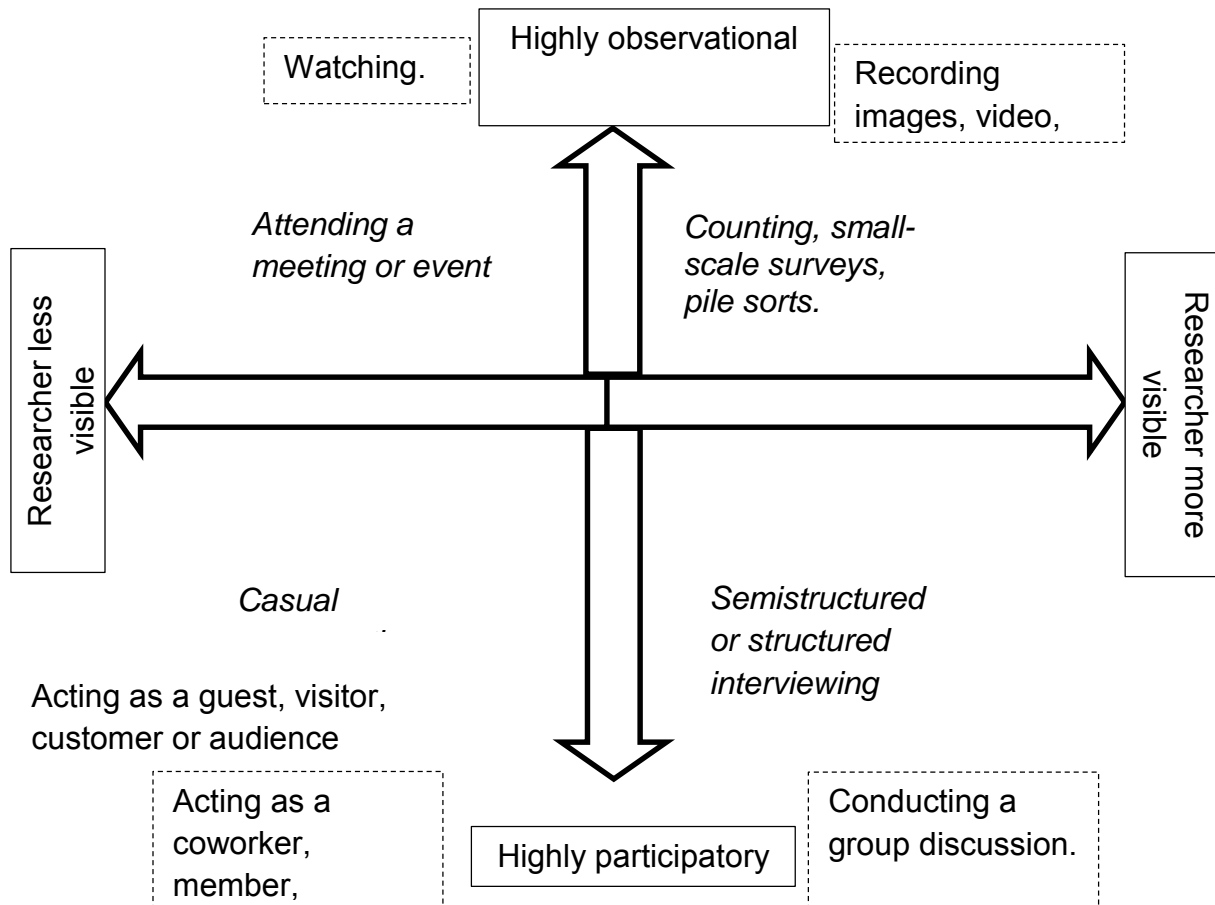 Highly observational
Watching.
Recording
images, video,
Attending a
meeting or event
Counting, small-
scale surveys,
pile sorts.
Researcher less
visible
Researcher more
visible
Casual
Semistructured
or structured
interviewing
Acting as a guest, visitor,
customer or audience
Acting as a
coworker,
member,
Highly participatory
Conducting a
group discussion.